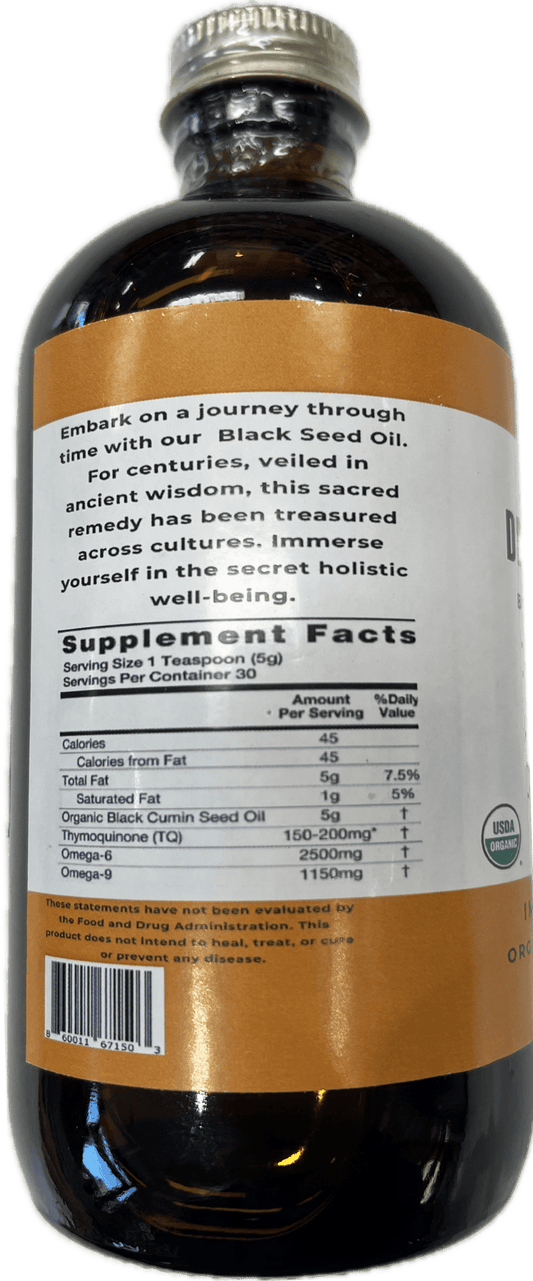 Embark on a journey through
time with our Black Seed Oil.
For centuries, veiled in
ancient wisdom, this sacred
remedy has been treasured
across cultures. Immerse
yourself in the secret holistic
well-being.
Supplement Facts
Serving Size 1 Teaspoon (5g)
Servings Per Container 30
Amount Per Serving %Daily Value
Calories 45
Calories from Fat 45
Total Fat 5g 7.5%
Saturated Fat 1g 5%
Organic Black Cumin Seed Oil 5g †
Thymoquinone (TQ) 150-200mg* †
Omega-6 2500mg †
Omega-9 1150mg †
These statements have not been evaluated by
the Food and Drug Administration. This
product does not intend to heal, treat, or cure
or prevent any disease.
8 60011 67150 3
USDA
ORGANIC